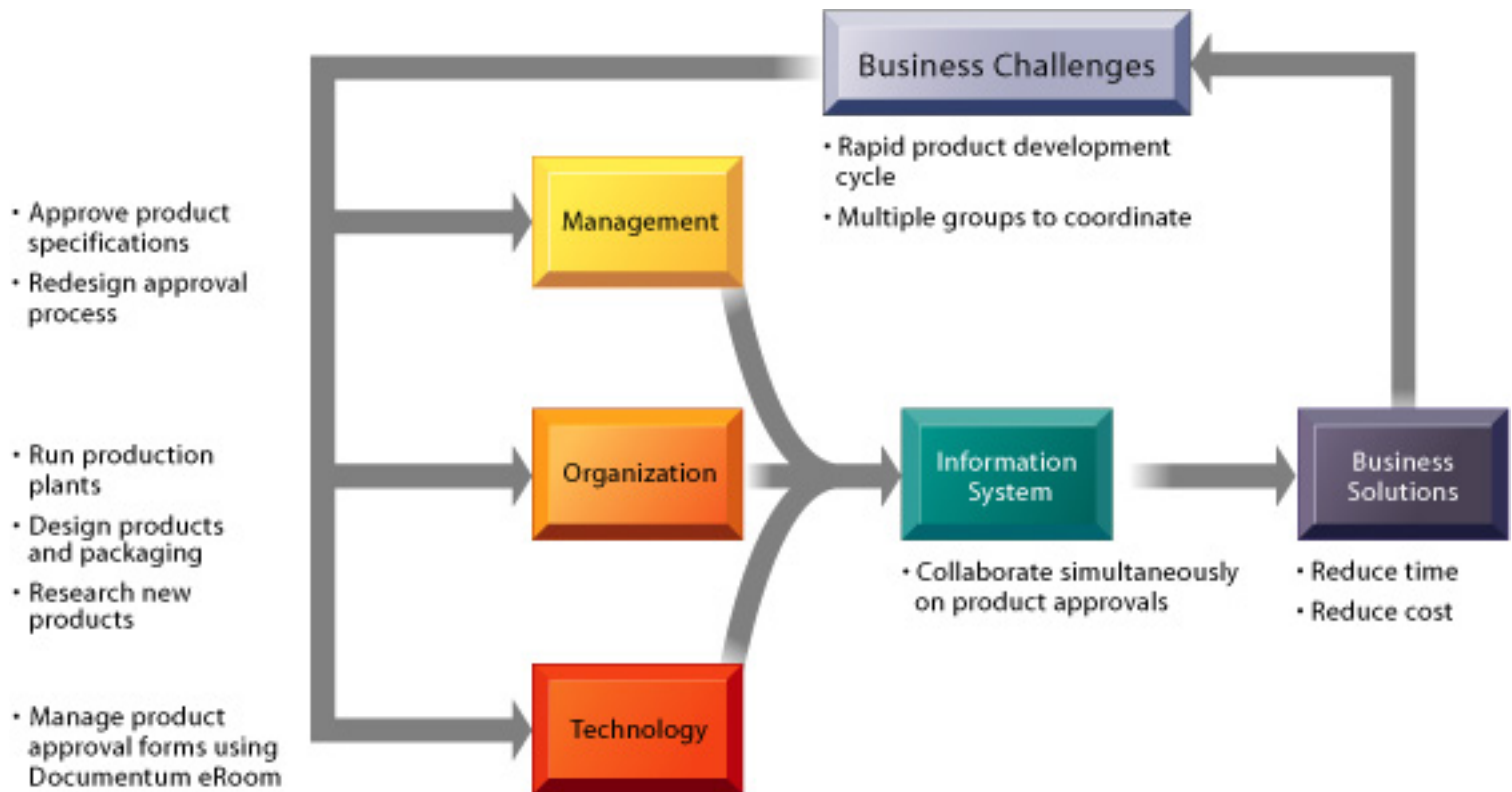 Business Challenges
• Rapid product development
cycle
• Multiple groups to coordinate
• Approve product
specifications
• Redesign approval
process
Management
• Run production
plants
• Design products
and packaging
• Research new
products
Organization
Information
System
• Collaborate simultaneously
on product approvals
Business
Solutions
• Reduce time
• Reduce cost
• Manage product
approval forms using
Documentum eRoom
Technology